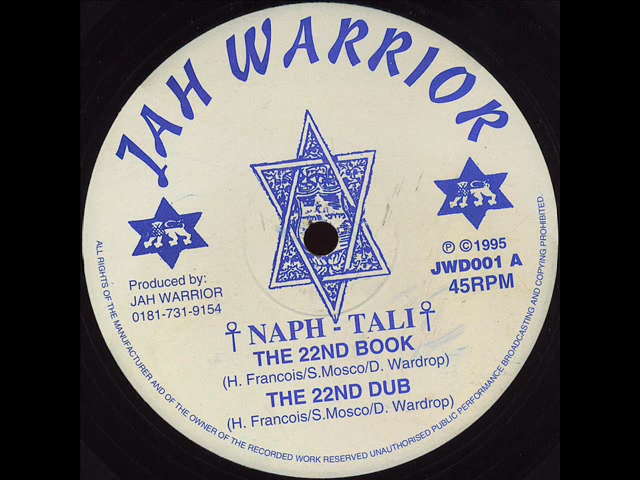 JAH WARRIOR
Ⓟ ©1995
JWD001 A
45RPM
Produced by:
JAH WARRIOR
0181-731-9154
NAPH - TALI
THE 22ND BOOK
(H. Francois/S.Mosco/D. Wardrop)
THE 22ND DUB
(H. Francois/S.Mosco/D. Wardrop)
ALL RIGHTS OF THE MANUFACTURER AND OF THE OWNER OF THE RECORDED WORK RESERVED UNAUTHORISED PUBLIC PERFORMANCE BROADCASTING AND COPYING PROHIBITED.